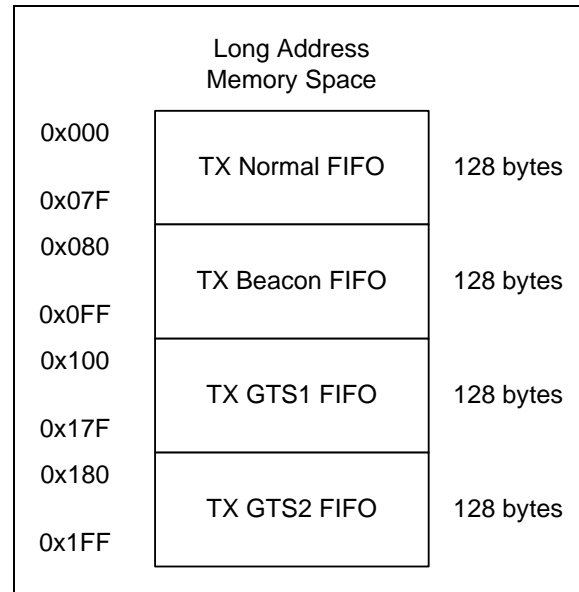 Long Address
Memory Space
0x000
TX Normal FIFO 128 bytes
0x07F
0x080
TX Beacon FIFO 128 bytes
0x0FF
0x100
TX GTS1 FIFO 128 bytes
0x17F
0x180
TX GTS2 FIFO 128 bytes
0x1FF